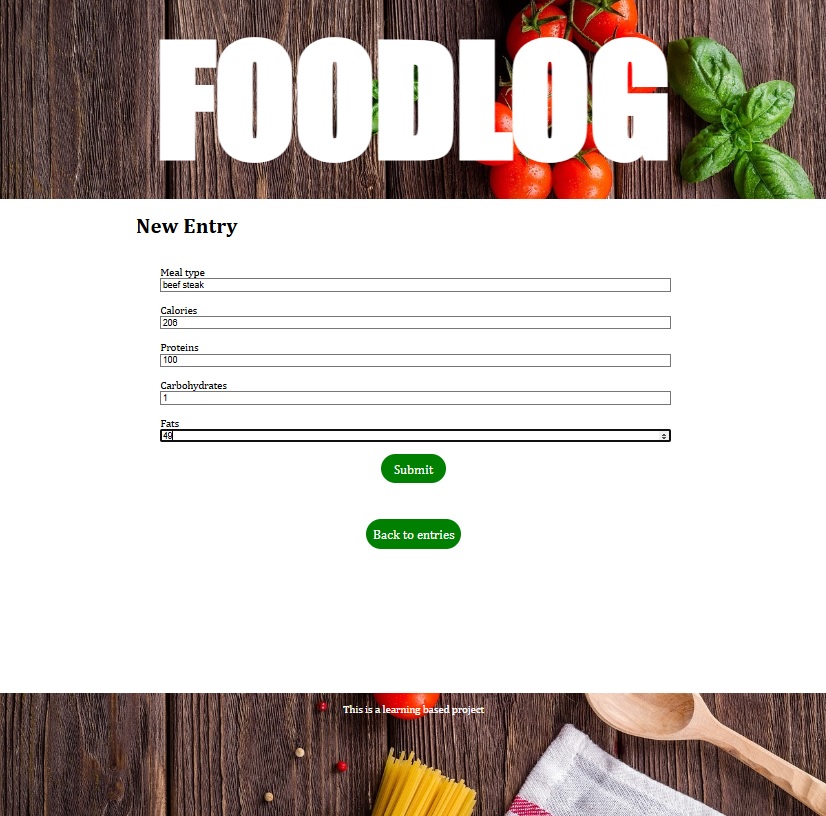 FOODLOG
New Entry
Meal type
beef steak
Calories
206
Proteins
100
Carbohydrates
1
Fats
49
Submit
Back to entries
This is a learning based project